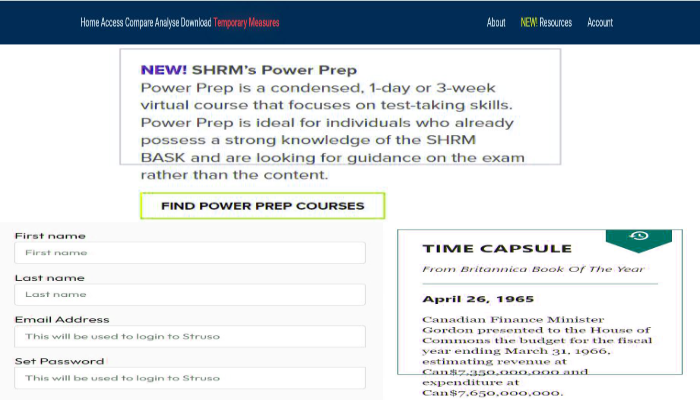 Home Access Compare Analyse Download Temporary Measures
About NEW! Resources Account
NEW! SHRM's Power Prep
Power Prep is a condensed, 1-day or 3-week
virtual course that focuses on test-taking skills.
Power Prep is ideal for individuals who already
possess a strong knowledge of the SHRM
BASK and are looking for guidance on the exam
rather than the content.
FIND POWER PREP COURSES
First name
First name
Last name
Last name
Email Address
This will be used to login to Struso
Set Password
This will be used to login to Struso
TIME CAPSULE
From Britannica Book Of The Year
April 26, 1965
Canadian Finance Minister
Gordon presented to the House of
Commons the budget for the fiscal
year ending March 31, 1966,
estimating revenue at
Can$7,350,000,000 and
expenditure at
Can$7,650,000,000.